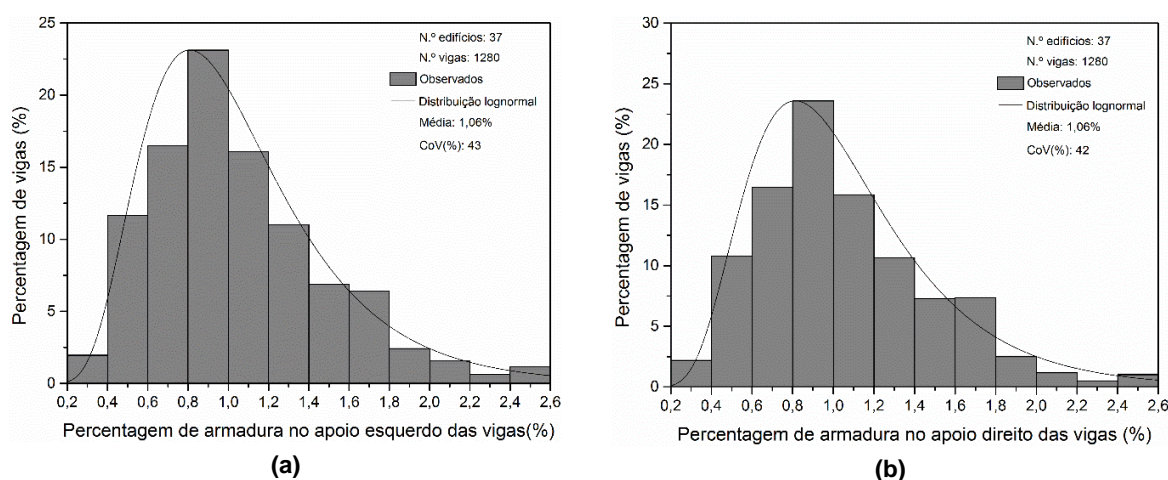 25
20
15
10
5
0
Percentagem de vigas (%)
N.º edifícios: 37
N.º vigas: 1280
Observados
Distribuição lognormal
Média: 1,06%
CoV(%): 43
0,2 0,4 0,6 0,8 1,0 1,2 1,4 1,6 1,8 2,0 2,2 2,4 2,6
Percentagem de armadura no apoio esquerdo das vigas(%)
(a)
30
25
20
15
10
5
0
Percentagem de vigas (%)
N.º edifícios: 37
N.º vigas: 1280
Observados
Distribuição lognormal
Média: 1,06%
CoV(%): 42
0,2 0,4 0,6 0,8 1,0 1,2 1,4 1,6 1,8 2,0 2,2 2,4 2,6
Percentagem de armadura no apoio direito das vigas (%)
(b)